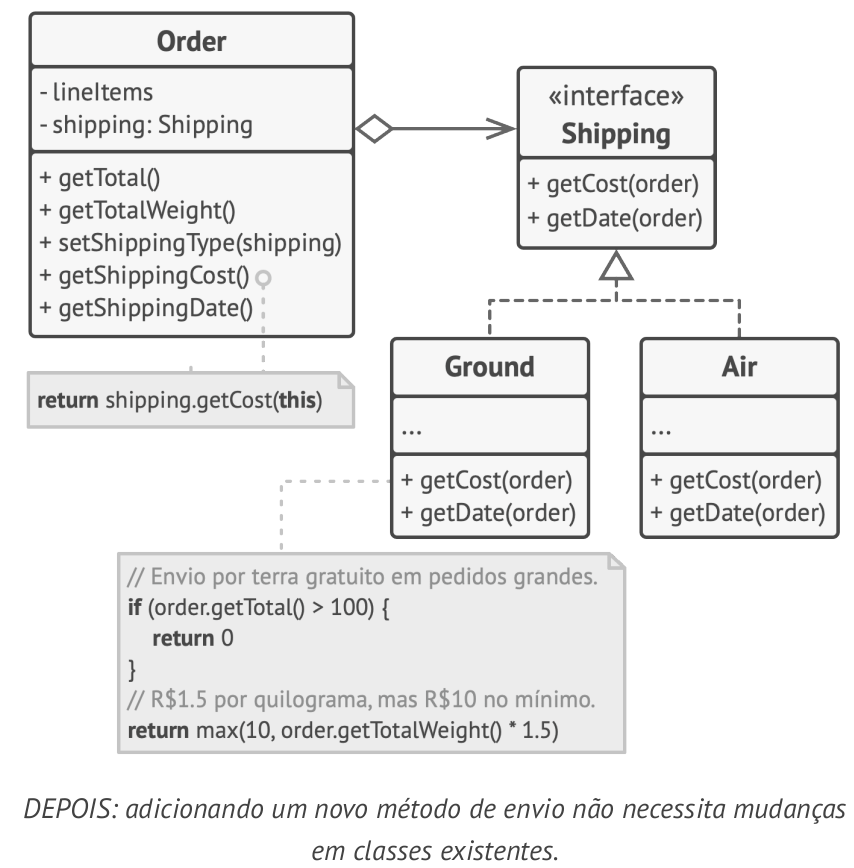 Order
- lineItems
- shipping: Shipping
+ getTotal()
+ getTotalWeight()
+ setShippingType(shipping)
+ getShippingCost()
+ getShippingDate()
return shipping.getCost(this)
«interface»
Shipping
+ getCost(order)
+ getDate(order)
Ground
...
+ getCost(order)
+ getDate(order)
Air
...
+ getCost(order)
+ getDate(order)
// Envio por terra gratuito em pedidos grandes.
if (order.getTotal() > 100) {
return 0
}
// R$1.5 por quilograma, mas R$10 no mínimo.
return max(10, order.getTotalWeight() * 1.5)
DEPOIS: adicionando um novo método de envio não necessita mudanças
em classes existentes.